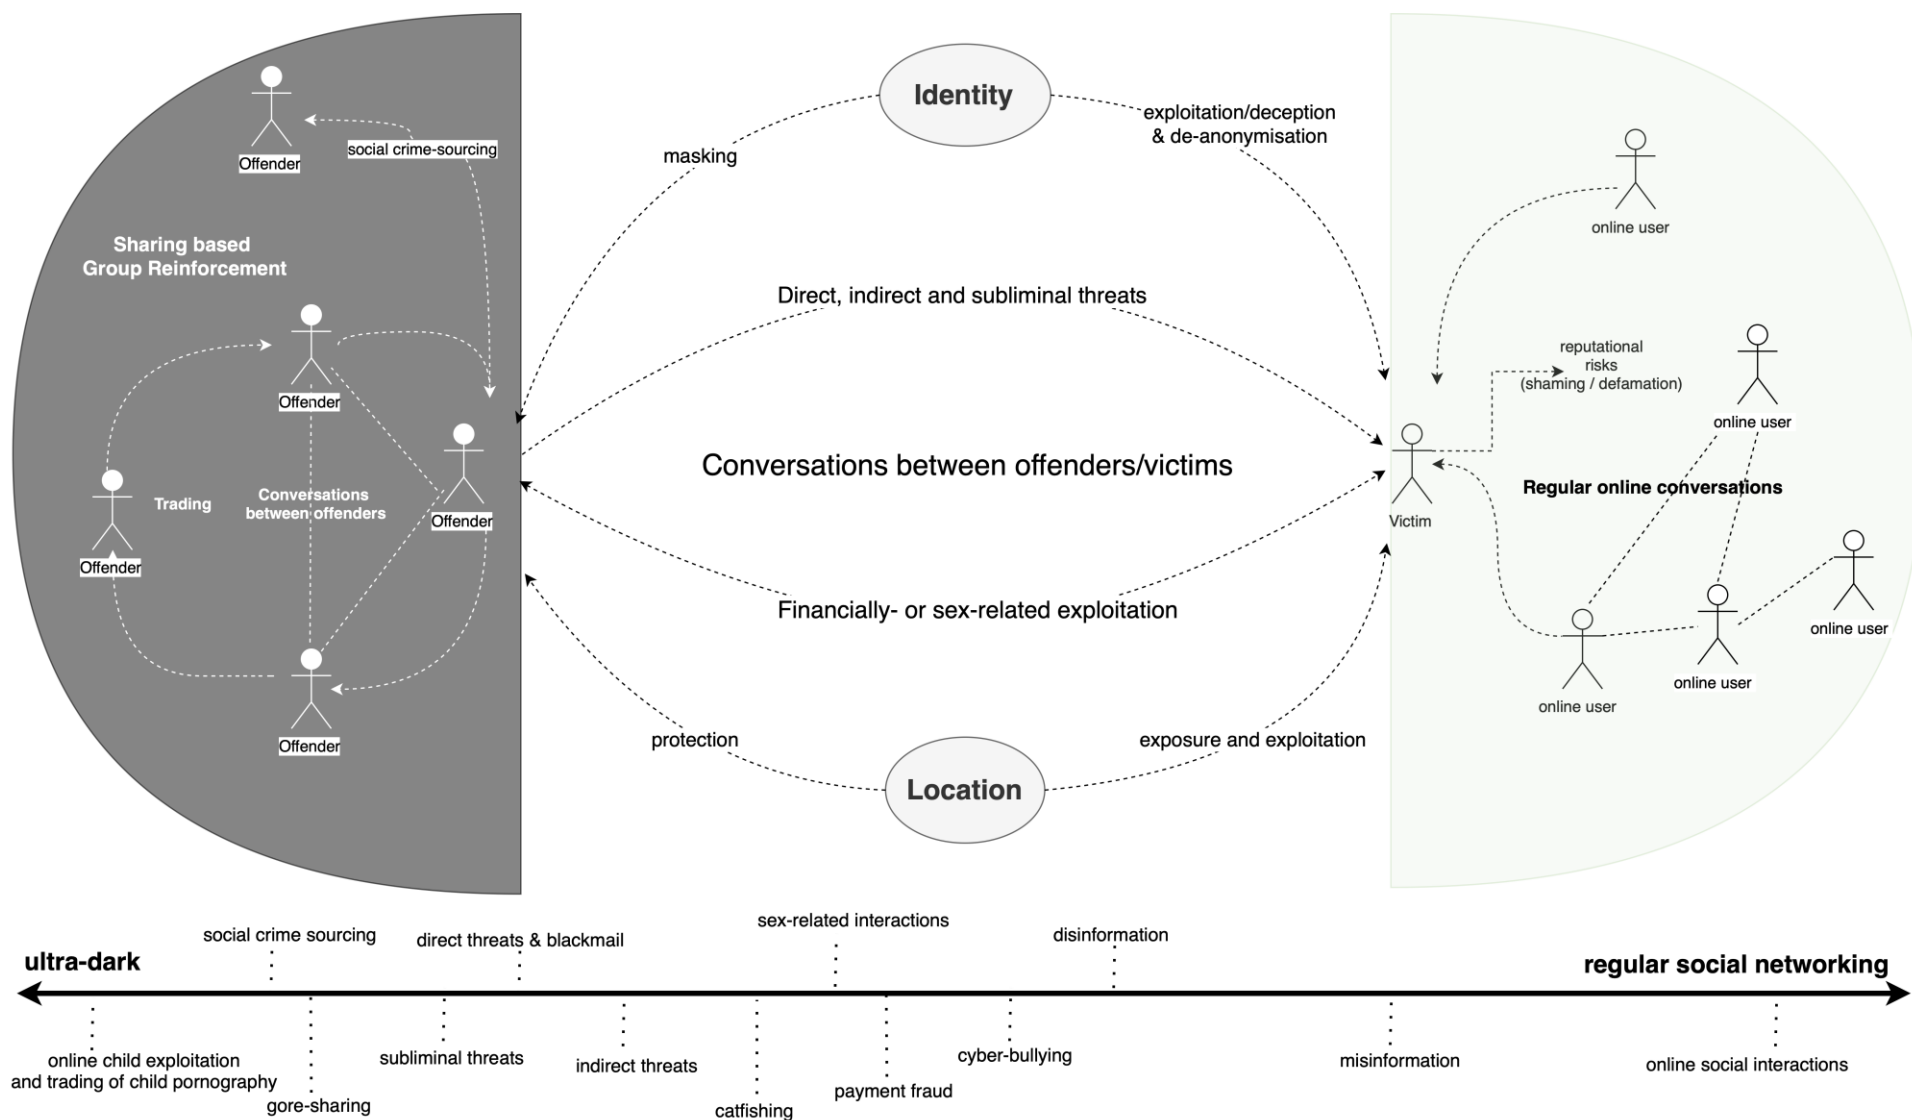 Identity
exploitation/deception
& de-anonymisation
masking
Offender
social crime-sourcing
Sharing based
Group Reinforcement
Offender
Trading
Conversations
between offenders
Offender
Offender
Offender
Direct, indirect and subliminal threats
Conversations between offenders/victims
Financially- or sex-related exploitation
protection
Location
exposure and exploitation
online user
reputational
risks
(shaming / defamation)
online user
Victim
Regular online conversations
online user
online user
online user
ultra-dark
regular social networking
social crime sourcing
direct threats & blackmail
sex-related interactions
disinformation
online child exploitation
and trading of child pornography
gore-sharing
subliminal threats
indirect threats
catfishing
payment fraud
cyber-bullying
misinformation
online social interactions